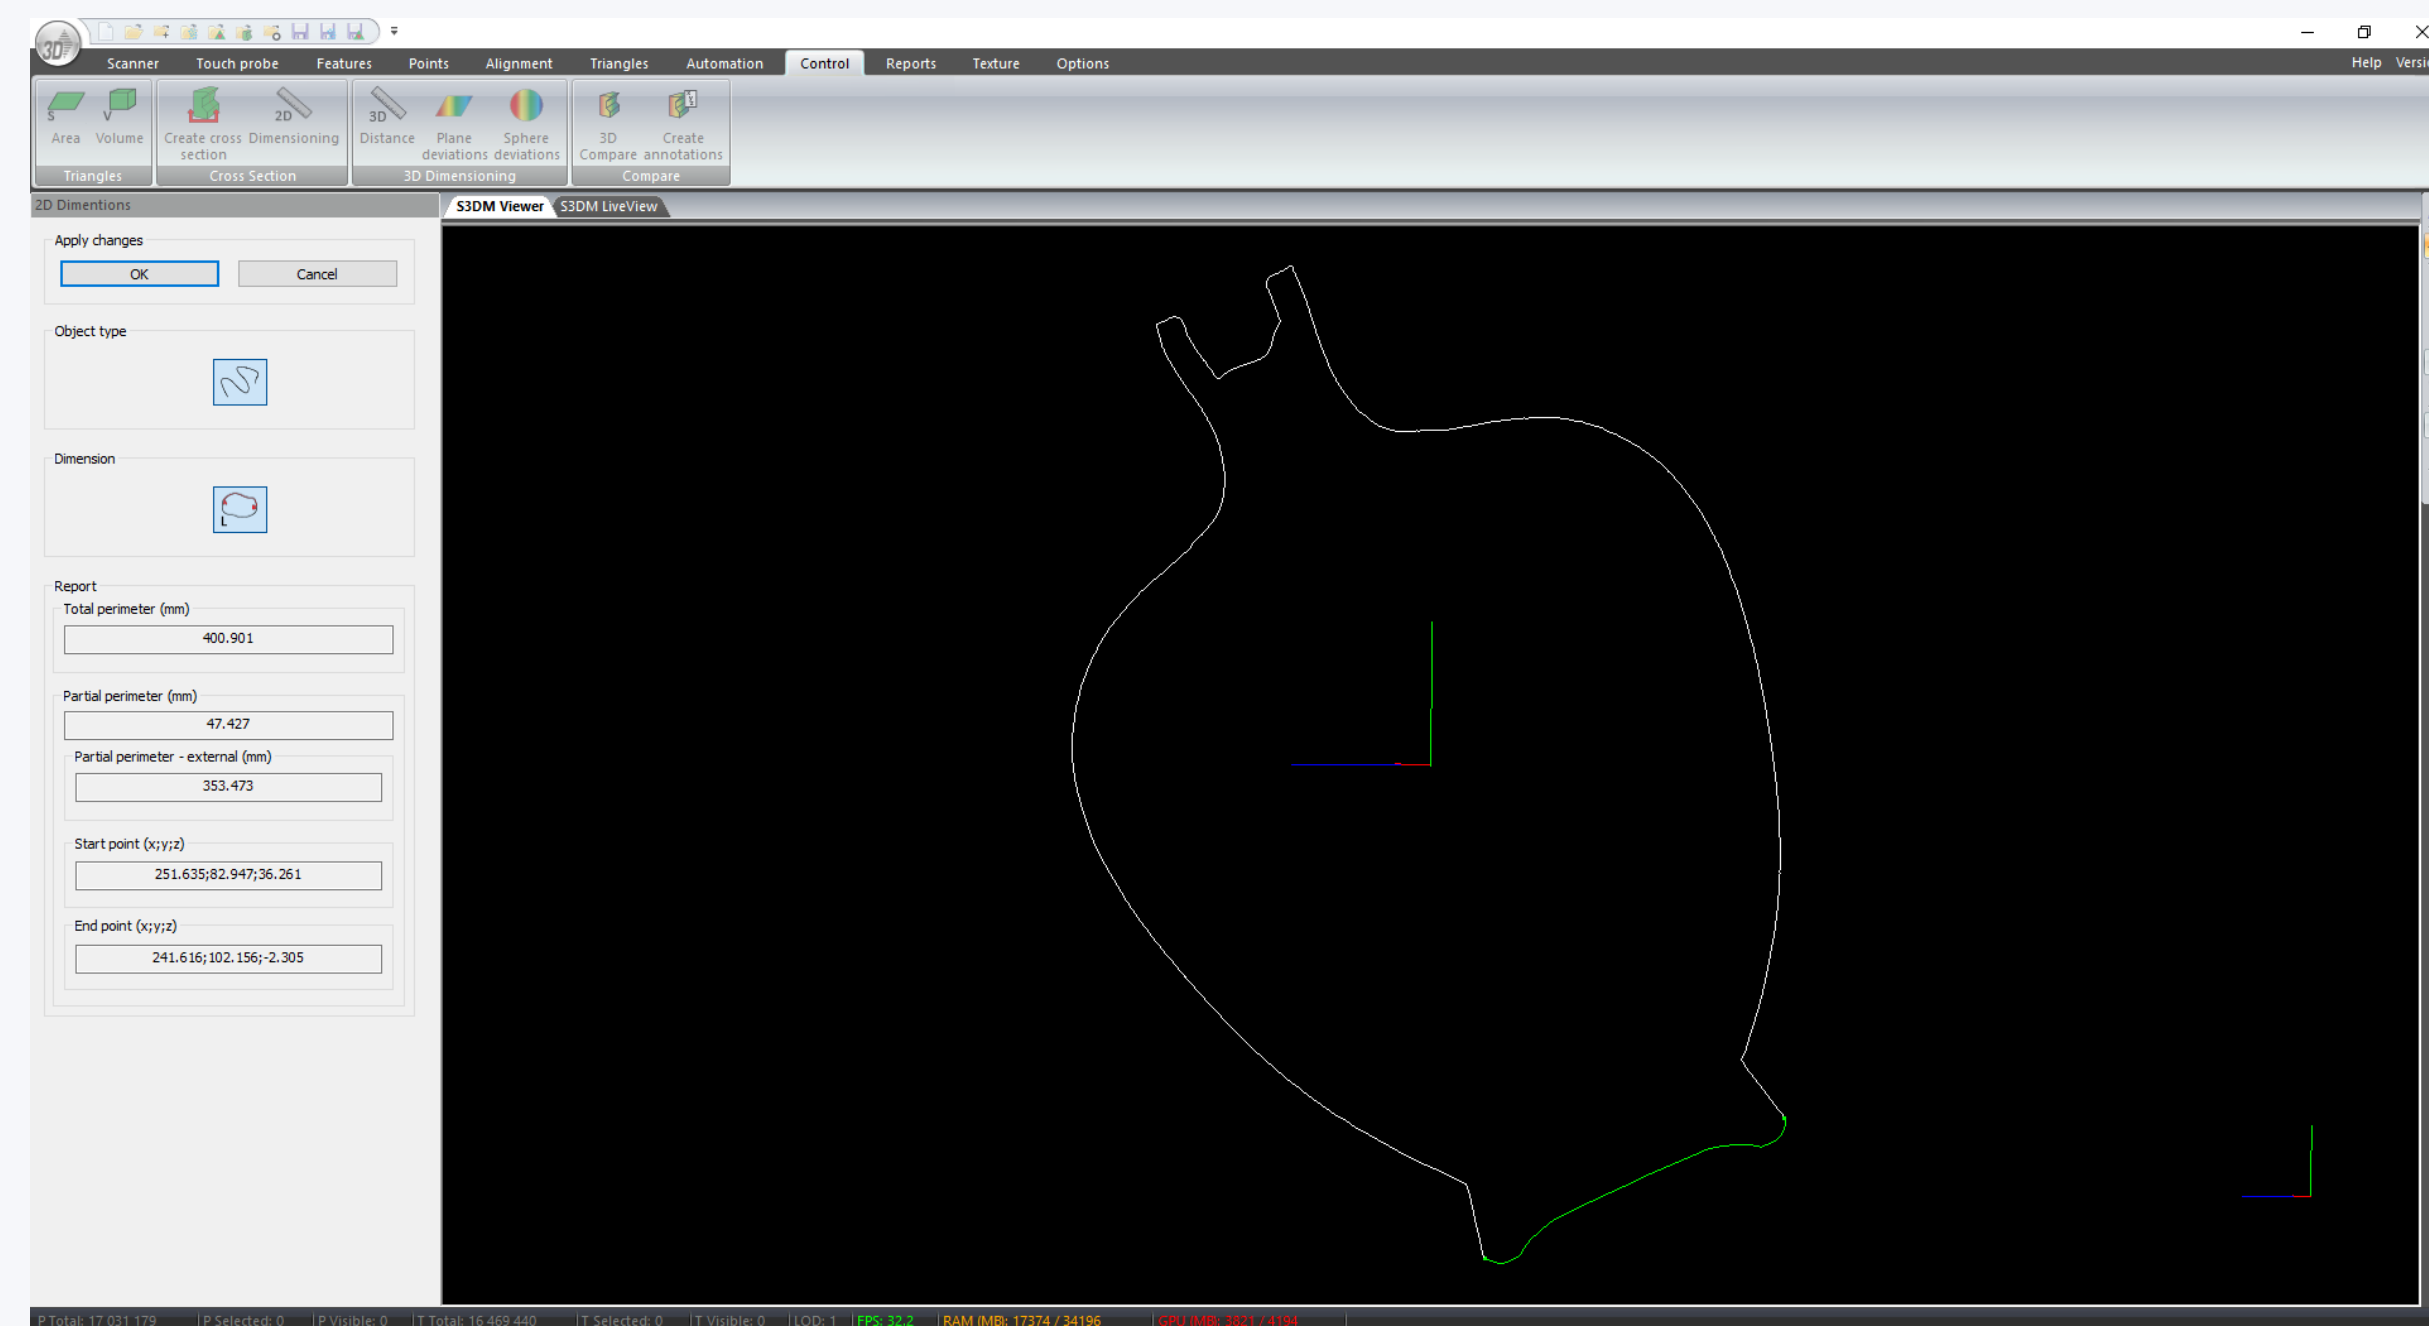 3D
Scanner Touch probe Features Points Alignment Triangles Automation Control Reports Texture Options Help
S V 2D 3D
Area Volume Create cross section Dimensioning Distance Plane deviations Sphere deviations 3D Compare Create annotations
Triangles Cross Section 3D Dimensioning Compare
2D Dimentions
S3DM Viewer S3DM LiveView
Apply changes
OK Cancel
Object type
Dimension
L
Report
Total perimeter (mm)
400.901
Partial perimeter (mm)
47.427
Partial perimeter - external (mm)
353.473
Start point (x;y;z)
251.635;82.947;36.261
End point (x;y;z)
241.616;102.156;-2.305
P Total: 17 031 179 P Selected: 0 P Visible: 0 T Total: 16 469 440 T Selected: 0 T Visible: 0 LOD: 1 FPS: 32.2 RAM (MB): 17374 / 34196 GPU (MB): 3821 / 4194